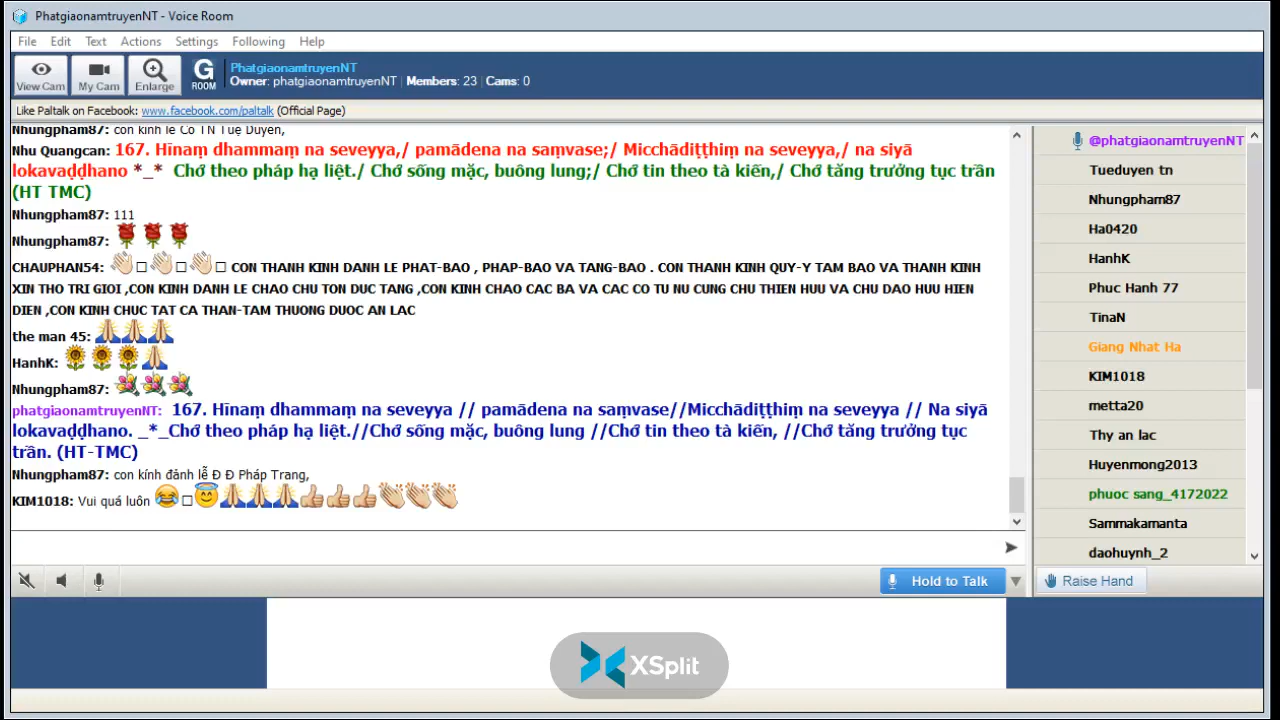 PhatgiaonamtruyenNT - Voice Room
File Edit Text Actions Settings Following Help
View Cam My Cam Enlarge G ROOM
PhatgiaonamtruyenNT
Owner: phatgiaonamtruyenNT | Members: 23 | Cams: 0
Like Paltalk on Facebook: www.facebook.com/paltalk (Official Page)
Nhungpham87: con kính lễ Cô TN Tuệ Duyên,
Nhu Quangcan: 167. Hīnaṃ dhammaṃ na seveyya,/ pamādena na saṃvase;/ Micchādiṭṭhiṃ na seveyya,/ na siyā
lokavaḍḍhano *_* Chớ theo pháp hạ liệt./ Chớ sống mặc, buông lung;/ Chớ tin theo tà kiến,/ Chớ tăng trưởng tục trần
(HT TMC)
Nhungpham87: 111
Nhungpham87: 🌹🌹🌹
CHAUPHAN54: 👏🏻□👏🏻□👏🏻□ CON THANH KINH DANH LE PHAT-BAO , PHAP-BAO VA TANG-BAO . CON THANH KINH QUY-Y TAM BAO VA THANH KINH
XIN THO TRI GIOI ,CON KINH DANH LE CHAO CHU TON DUC TANG ,CON KINH CHAO CAC BA VA CAC CO TU NU CUNG CHU THIEN HUU VA CHU DAO HUU HIEN
DIEN ,CON KINH CHUC TAT CA THAN-TAM THUONG DUOC AN LAC
the man 45: 🙏🙏🙏
HanhK: 🌻🌻🌻🙏
Nhungpham87: 💐💐💐
phatgiaonamtruyenNT: 167. Hīnaṃ dhammaṃ na seveyya // pamādena na saṃvase//Micchādiṭṭhiṃ na seveyya // Na siyā
lokavaḍḍhano. _*_Chớ theo pháp hạ liệt.//Chớ sống mặc, buông lung //Chớ tin theo tà kiến, //Chớ tăng trưởng tục
trần. (HT-TMC)
Nhungpham87: con kính đảnh lễ Đ Đ Pháp Trang,
KIM1018: Vui quá luôn 😂□😇🙏🙏🙏👍👍👍👏👏👏
Hold to Talk
@phatgiaonamtruyenNT
Tueduyen tn
Nhungpham87
Ha0420
HanhK
Phuc Hanh 77
TinaN
Giang Nhat Ha
KIM1018
metta20
Thy an lac
Huyenmong2013
phuoc sang_4172022
Sammakamanta
daohuynh_2
Raise Hand
XSplit